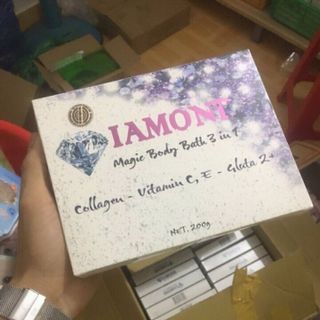 IAMONT
Magic Body Bath 3 in 1
Collagen - Vitamin C, E - Gluta 2+
NET. 200g